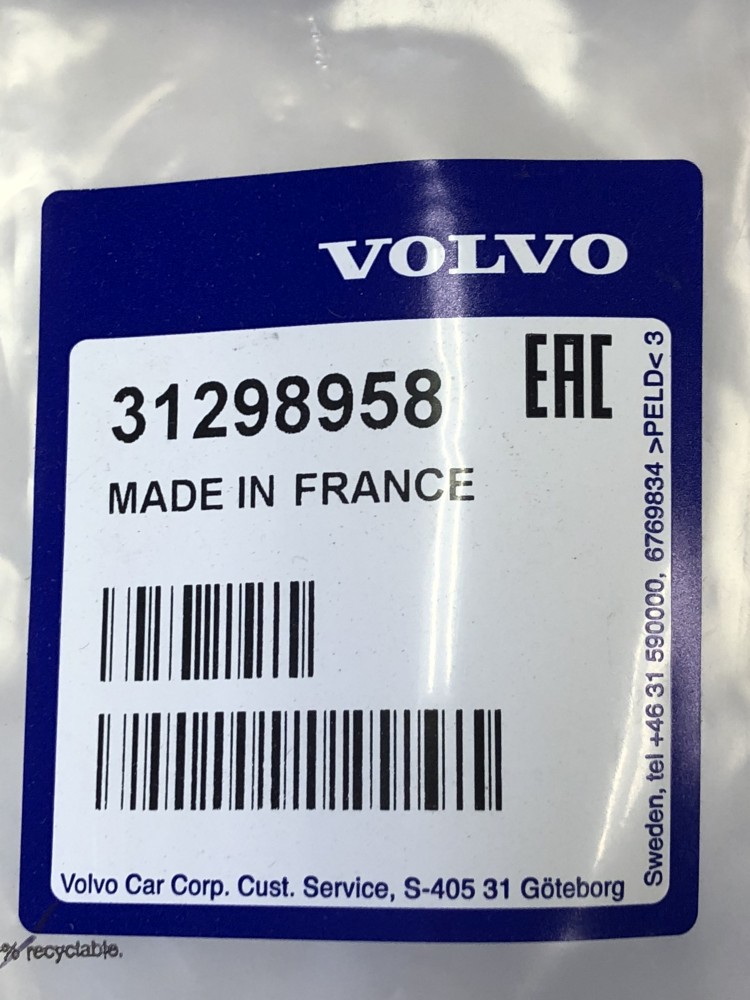 VOLVO
EAC
31298958
MADE IN FRANCE
Volvo Car Corp. Cust. Service, S-405 31 Göteborg
Sweden, tel +46 31 590000, 6769834 >PELD< 3
% recyclable.